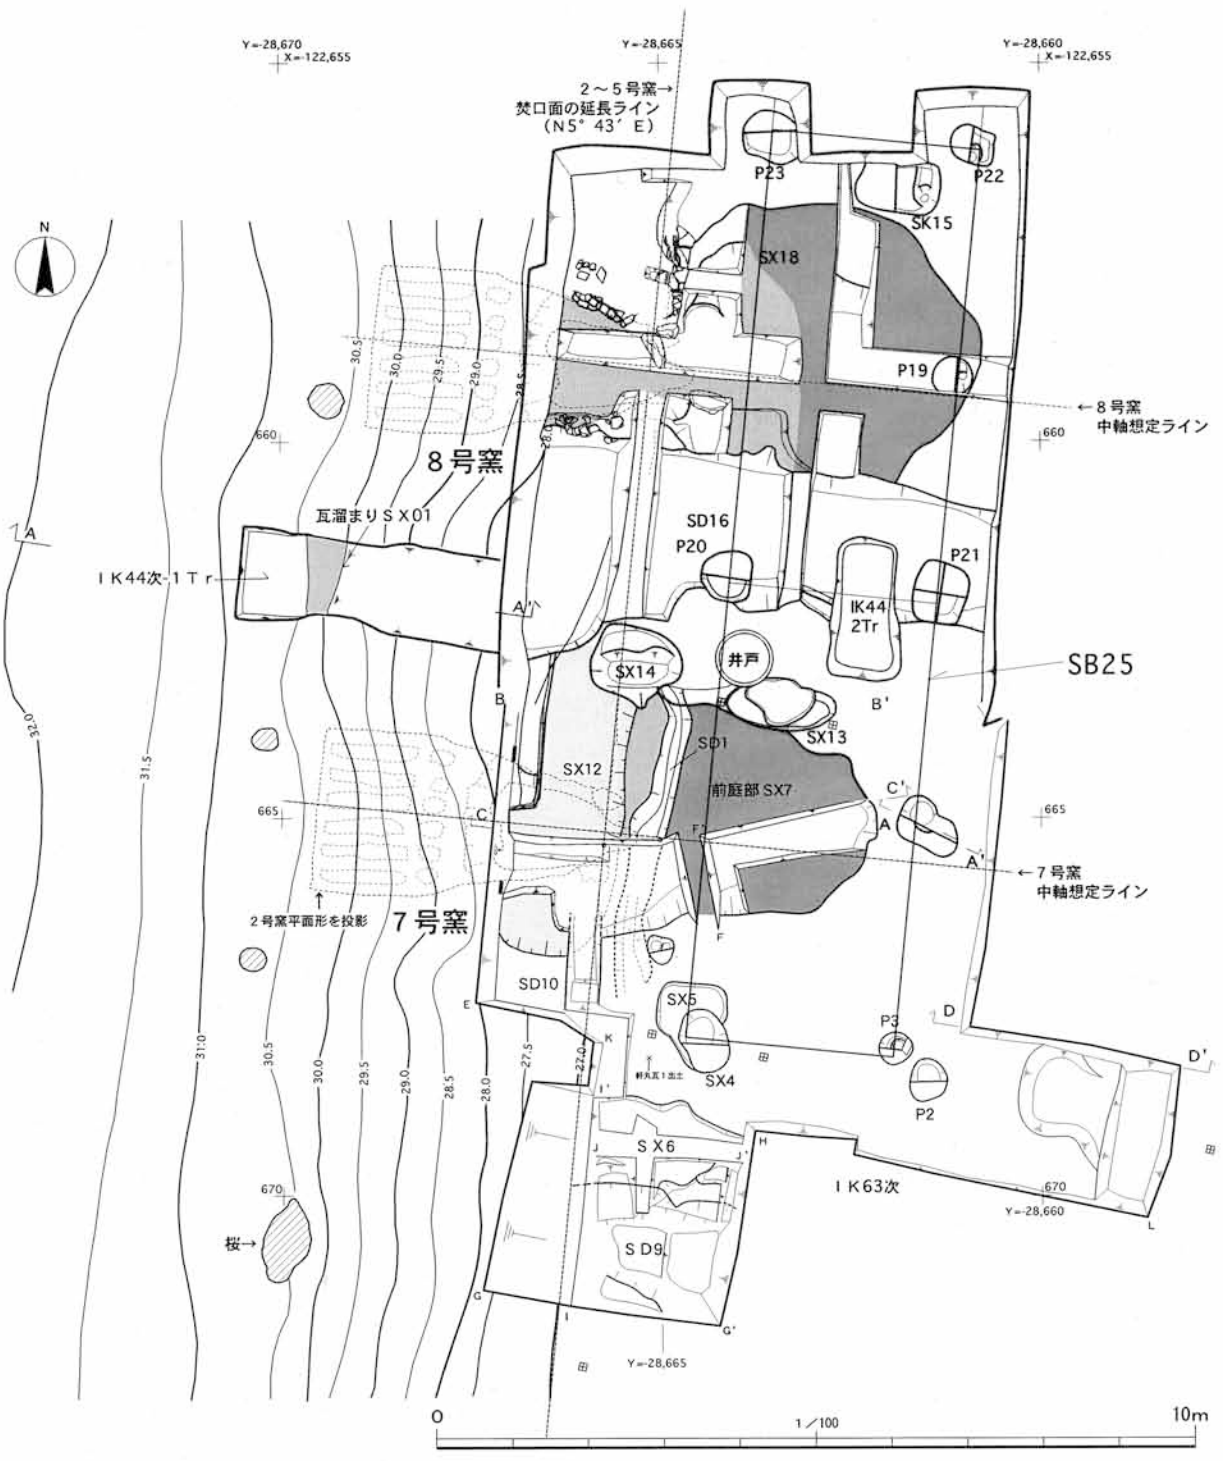 Y=-28,670
X=-122,655
Y=-28,665
Y=-28,660
X=-122,655
2～5号窯→
焚口面の延長ライン
(N5°43′E)
P23
P22
SK15
SX18
N
30.5
30.0
29.5
29.0
28.5
28.0
P19
←8号窯
中軸想定ライン
660
660
8号窯
瓦溜まりSX01
SD16
P20
P21
A
IK44次-1Tr
A'
IK44
2Tr
井戸
SX14
SB25
B
B'
SX13
32.0
31.5
SD1
SX12
前庭部SX7
C'
665
665
C
F'
A
A'
←7号窯
中軸想定ライン
2号窯平面形を投影
7号窯
F
SD10
SX5
E
D
P3
K
D'
31.0
30.5
30.0
29.5
29.0
28.5
28.0
27.5
27.0
軒丸瓦1出土
SX4
P2
I'
H
SX6
J
J'
IK63次
670
670
Y=-28,660
L
桜→
SD9
G
I
G'
Y=-28,665
0
1/100
10m